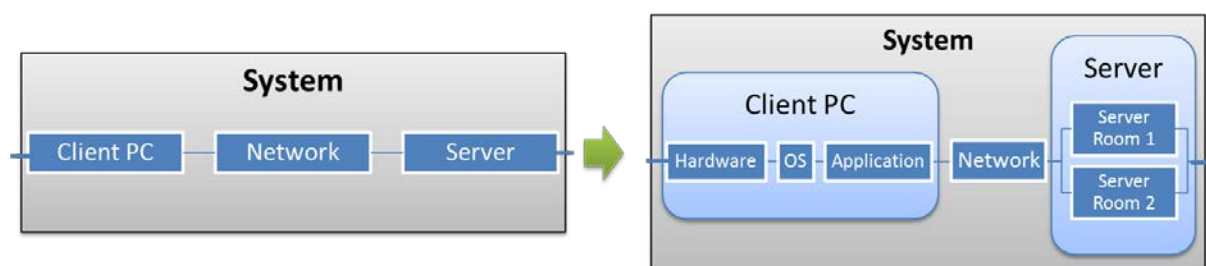 System
Client PC
Network
Server
System
Client PC
Hardware
OS
Application
Network
Server
Server
Room 1
Server
Room 2